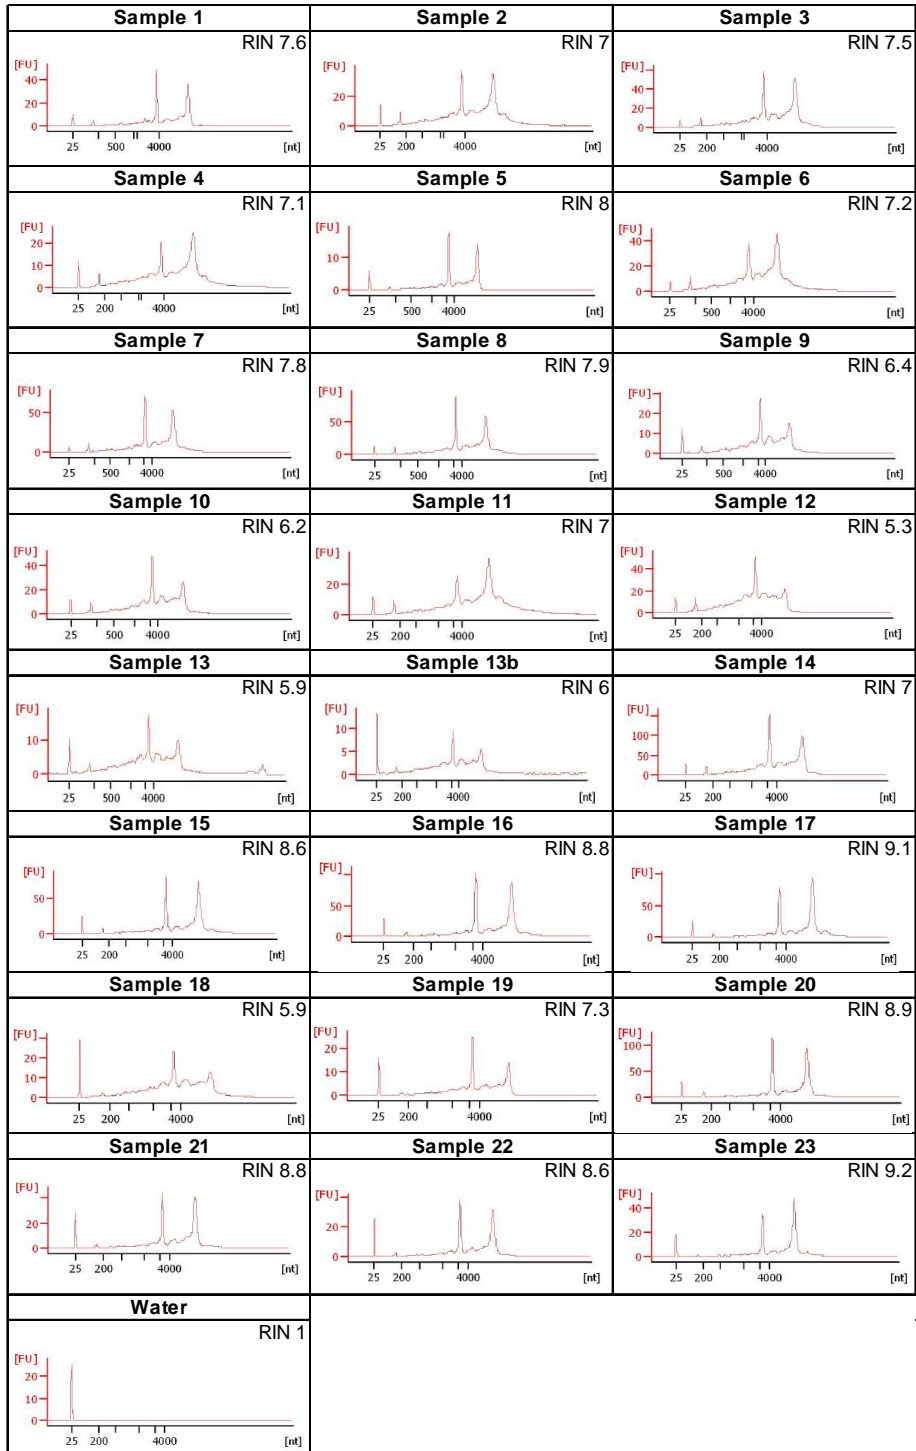 Sample 1 Sample 2 Sample 3
RIN 7.6 RIN 7 RIN 7.5
[FU] [FU] [FU]
40 20 60
20 0 40
0 20
0
25 500 4000 [nt] 25 200 4000 [nt] 25 200 4000 [nt]
Sample 4 Sample 5 Sample 6
RIN 7.1 RIN 8 RIN 7.2
[FU] [FU] [FU]
20 10 40
10 0 20
0 0
25 200 4000 [nt] 25 500 4000 [nt] 25 500 4000 [nt]
Sample 7 Sample 8 Sample 9
RIN 7.8 RIN 7.9 RIN 6.4
[FU] [FU] [FU]
50 50 20
0 0 10
0
25 500 4000 [nt] 25 500 4000 [nt] 25 500 4000 [nt]
Sample 10 Sample 11 Sample 12
RIN 6.2 RIN 7 RIN 5.3
[FU] [FU] [FU]
40 20 40
20 0 20
0 0
25 500 4000 [nt] 25 200 4000 [nt] 25 200 4000 [nt]
Sample 13 Sample 13b Sample 14
RIN 5.9 RIN 6 RIN 7
[FU] [FU] [FU]
10 10 100
0 5 50
0 0
25 500 4000 [nt] 25 200 4000 [nt] 25 200 4000 [nt]
Sample 15 Sample 16 Sample 17
RIN 8.6 RIN 8.8 RIN 9.1
[FU] [FU] [FU]
50 50 50
0 0 0
25 200 4000 [nt] 25 200 4000 [nt] 25 200 4000 [nt]
Sample 18 Sample 19 Sample 20
RIN 5.9 RIN 7.3 RIN 8.9
[FU] [FU] [FU]
20 20 100
10 10 50
0 0 0
25 200 4000 [nt] 25 200 4000 [nt] 25 200 4000 [nt]
Sample 21 Sample 22 Sample 23
RIN 8.8 RIN 8.6 RIN 9.2
[FU] [FU] [FU]
20 20 40
0 0 20
0
25 200 4000 [nt] 25 200 4000 [nt] 25 200 4000 [nt]
Water
RIN 1
[FU]
20
10
0
25 200 4000 [nt]